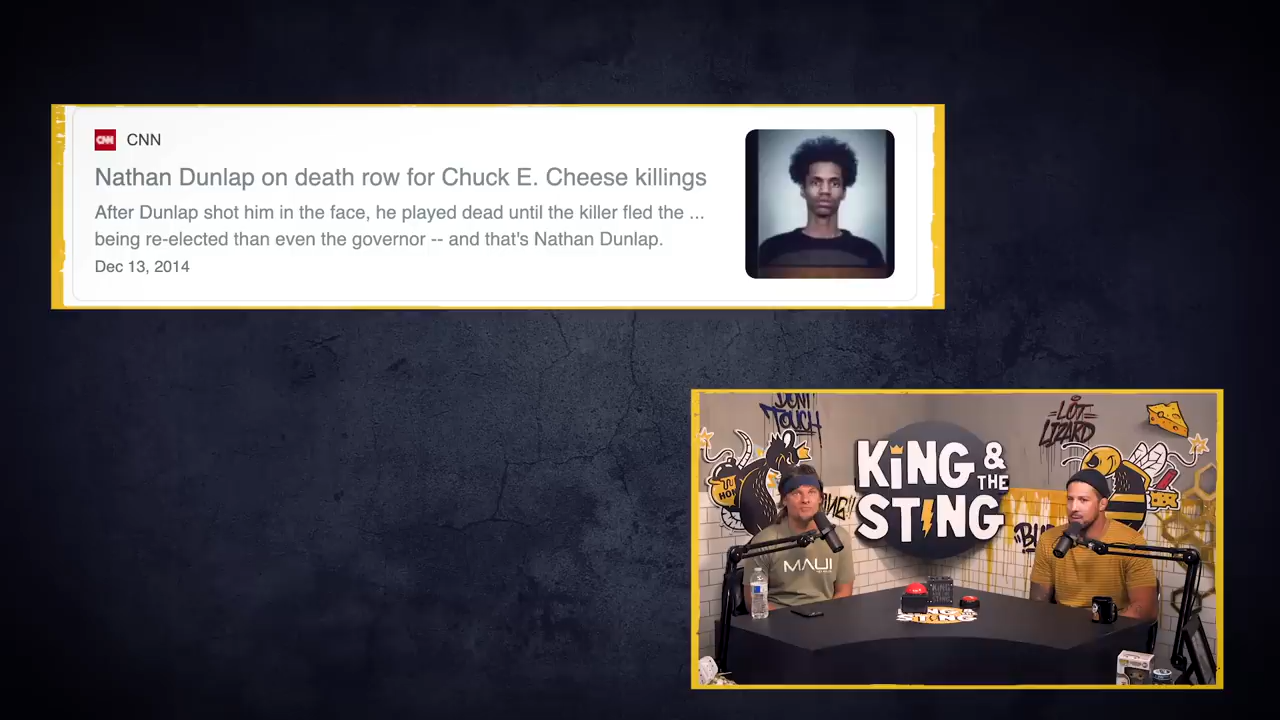 CNN CNN
Nathan Dunlap on death row for Chuck E. Cheese killings
After Dunlap shot him in the face, he played dead until the killer fled the ...
being re-elected than even the governor -- and that's Nathan Dunlap.
Dec 13, 2014
DON'T
TOUCH
LOT
LIZARD
KING &
THE
STING
MAUI
KING
STING